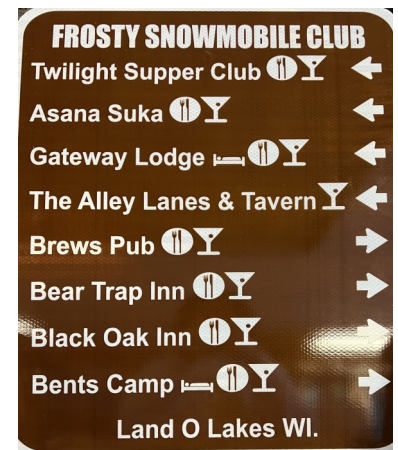 FROSTY SNOWMOBILE CLUB
Twilight Supper Club
Asana Suka
Gateway Lodge
The Alley Lanes & Tavern
Brews Pub
Bear Trap Inn
Black Oak Inn
Bents Camp
Land O Lakes WI.